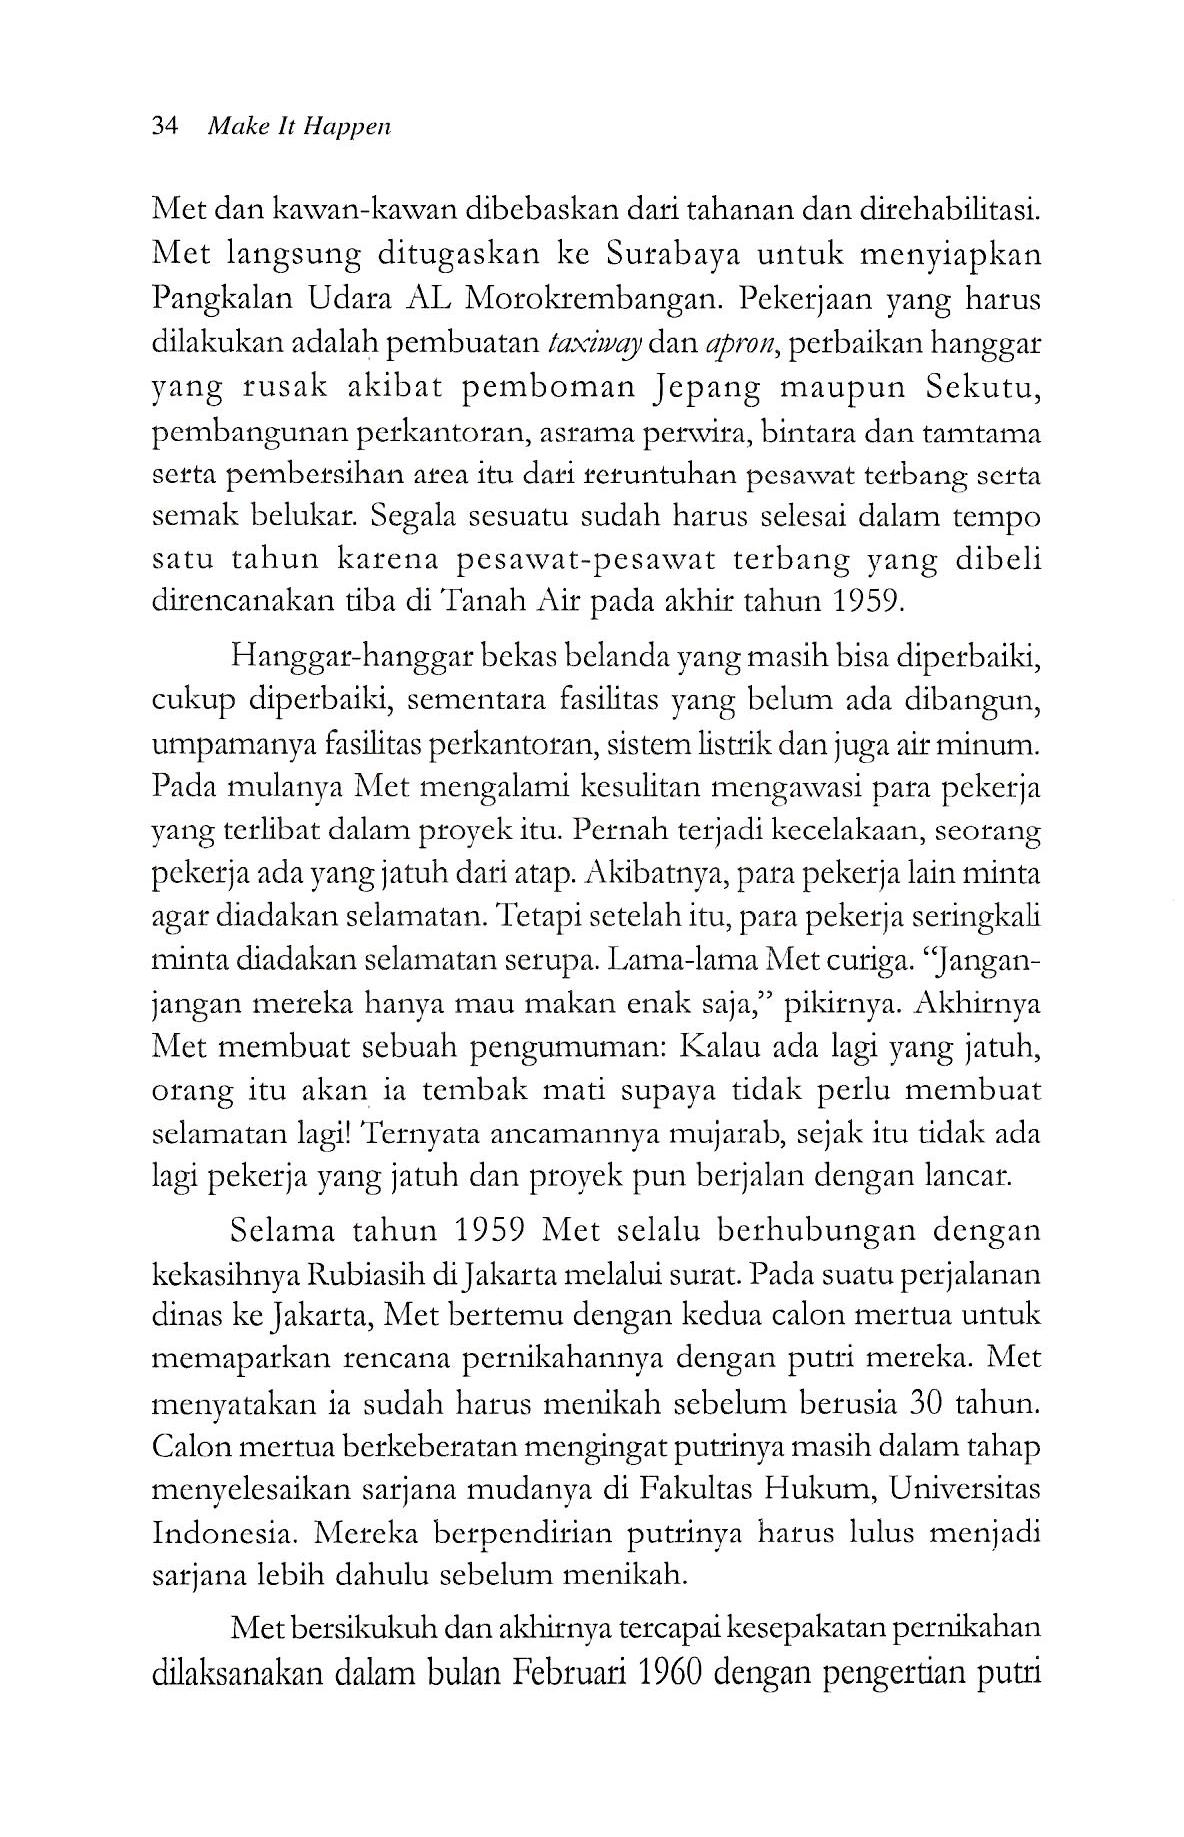 34 Make It Happen
Met dan kawan-kawan dibebaskan dari tahanan dan direhabilitasi.
Met langsung ditugaskan ke Surabaya untuk menyiapkan
Pangkalan Udara AL Morokrembangan. Pekerjaan yang harus
dilakukan adalah pembuatan taxiway dan apron, perbaikan hanggar
yang rusak akibat pemboman Jepang maupun Sekutu,
pembangunan perkantoran, asrama perwira, bintara dan tamtama
serta pembersihan area itu dari reruntuhan pesawat terbang serta
semak belukar. Segala sesuatu sudah harus selesai dalam tempo
satu tahun karena pesawat-pesawat terbang yang dibeli
direncanakan tiba di Tanah Air pada akhir tahun 1959.
Hanggar-hanggar bekas belanda yang masih bisa diperbaiki,
cukup diperbaiki, sementara fasilitas yang belum ada dibangun,
umpamanya fasilitas perkantoran, sistem listrik dan juga air minum.
Pada mulanya Met mengalami kesulitan mengawasi para pekerja
yang terlibat dalam proyek itu. Pernah terjadi kecelakaan, seorang
pekerja ada yang jatuh dari atap. Akibatnya, para pekerja lain minta
agar diadakan selamatan. Tetapi setelah itu, para pekerja seringkali
minta diadakan selamatan serupa. Lama-lama Met curiga. “Jangan-
jangan mereka hanya mau makan enak saja,” pikirnya. Akhirnya
Met membuat sebuah pengumuman: Kalau ada lagi yang jatuh,
orang itu akan ia tembak mati supaya tidak perlu membuat
selamatan lagi! Ternyata ancamannya mujarab, sejak itu tidak ada
lagi pekerja yang jatuh dan proyek pun berjalan dengan lancar.
Selama tahun 1959 Met selalu berhubungan dengan
kekasihnya Rubiasih di Jakarta melalui surat. Pada suatu perjalanan
dinas ke Jakarta, Met bertemu dengan kedua calon mertua untuk
memaparkan rencana pernikahannya dengan putri mereka. Met
menyatakan ia sudah harus menikah sebelum berusia 30 tahun.
Calon mertua berkeberatan mengingat putrinya masih dalam tahap
menyelesaikan sarjana mudanya di Fakultas Hukum, Universitas
Indonesia. Mereka berpendirian putrinya harus lulus menjadi
sarjana lebih dahulu sebelum menikah.
Met bersikukuh dan akhirnya tercapai kesepakatan pernikahan
dilaksanakan dalam bulan Februari 1960 dengan pengertian putri